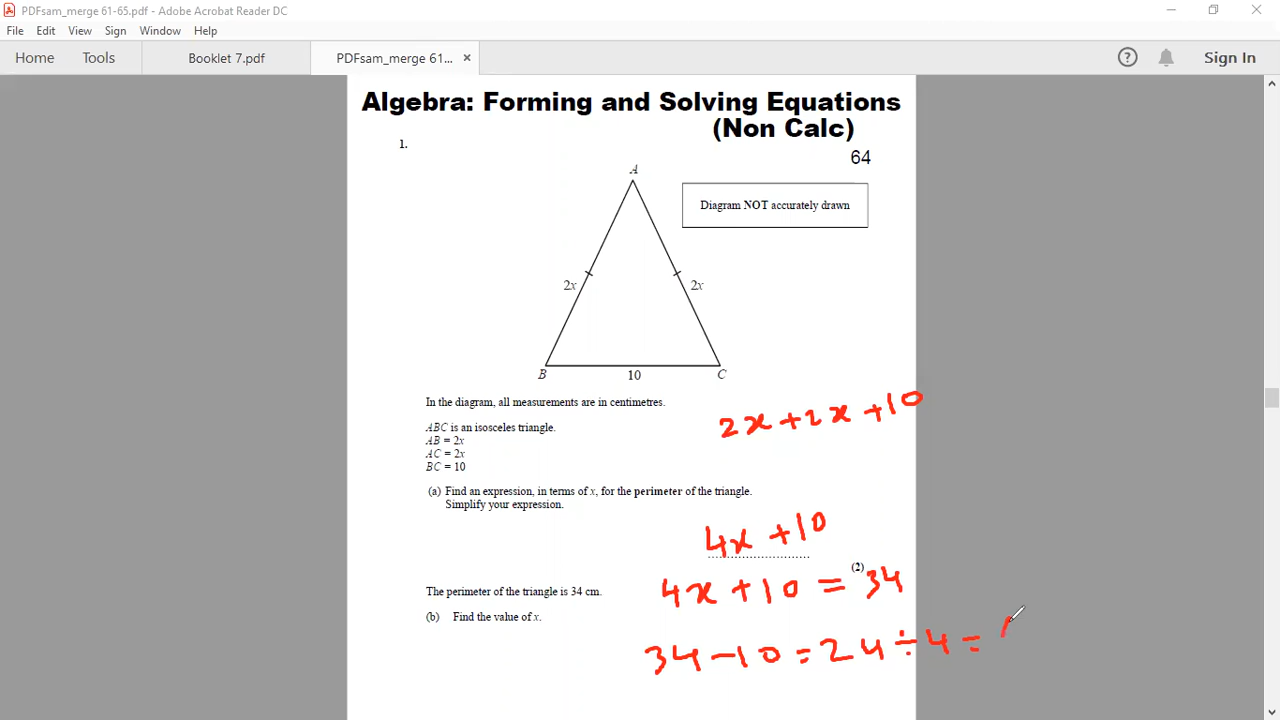 PDFsam_merge 61-65.pdf - Adobe Acrobat Reader DC
File Edit View Sign Window Help
Home Tools Booklet 7.pdf PDFsam_merge 61... × Sign In
Algebra: Forming and Solving Equations
(Non Calc)
1.
64
A
Diagram NOT accurately drawn
2x 2x
B 10 C
In the diagram, all measurements are in centimetres.
2x+2x+10
ABC is an isosceles triangle.
AB = 2x
AC = 2x
BC = 10
(a) Find an expression, in terms of x, for the perimeter of the triangle.
Simplify your expression.
4x+10
(2)
4x+10=34
The perimeter of the triangle is 34 cm.
(b) Find the value of x.
34-10=24÷4=